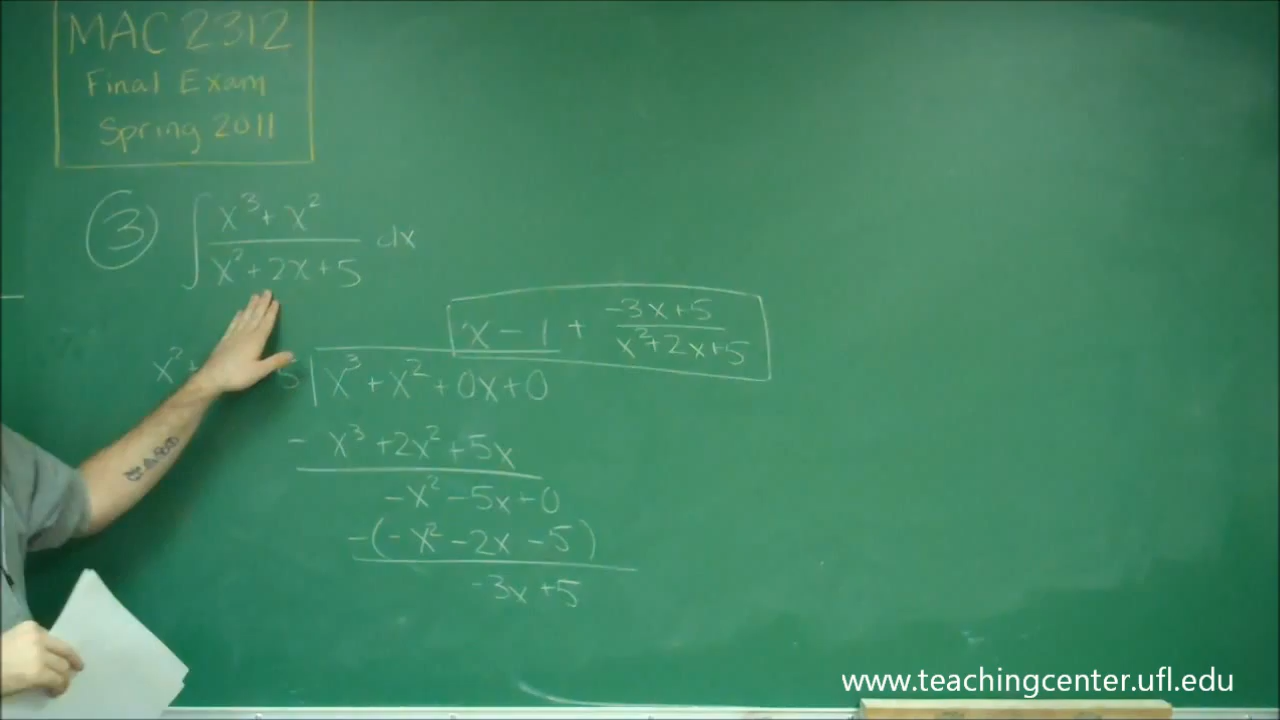 MAC 2312
Final Exam
Spring 2011
3 ∫ (x³ + x²)/(x² + 2x + 5) dx
x - 1 + (-3x + 5)/(x² + 2x + 5)
x² + 5 | x³ + x² + 0x + 0
- x³ + 2x² + 5x
-x² - 5x + 0
-(-x² - 2x - 5)
-3x + 5
www.teachingcenter.ufl.edu